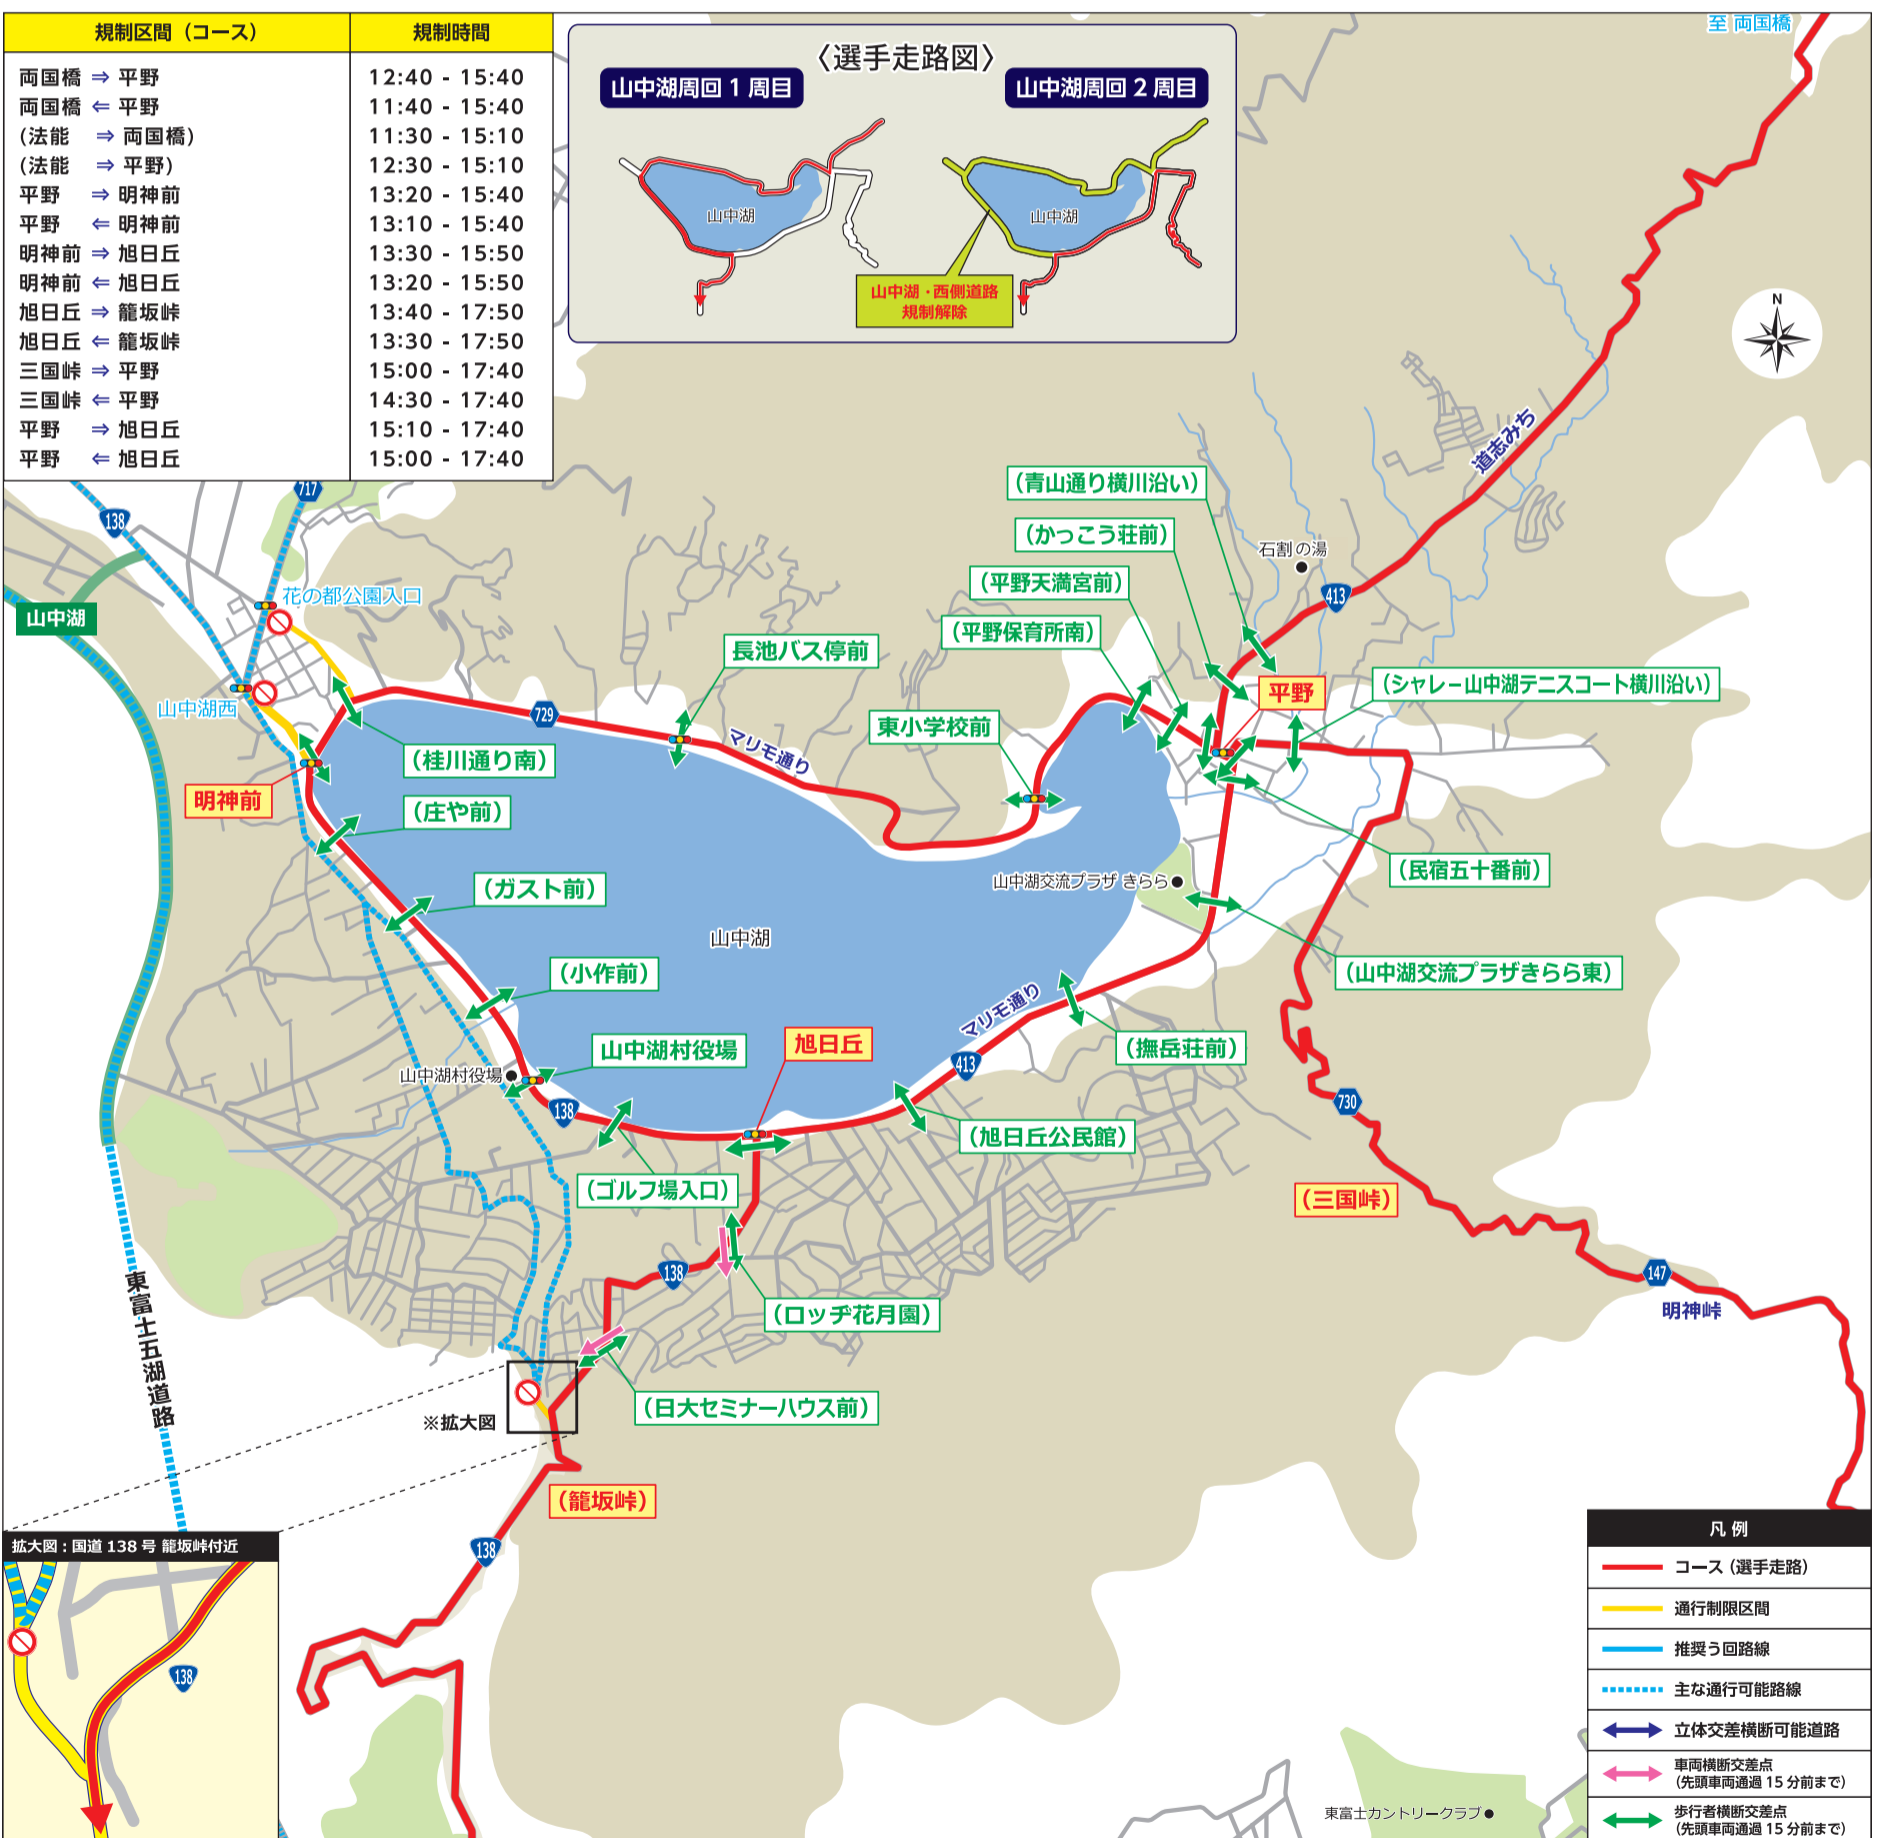 規制区間（コース） 規制時間
両国橋 ⇒ 平野 12:40 - 15:40
両国橋 ⇐ 平野 11:40 - 15:40
(法能 ⇒ 両国橋) 11:30 - 15:10
(法能 ⇒ 平野) 12:30 - 15:10
平野 ⇒ 明神前 13:20 - 15:40
平野 ⇐ 明神前 13:10 - 15:40
明神前 ⇒ 旭日丘 13:30 - 15:50
明神前 ⇐ 旭日丘 13:20 - 15:50
旭日丘 ⇒ 籠坂峠 13:40 - 17:50
旭日丘 ⇐ 籠坂峠 13:30 - 17:50
三国峠 ⇒ 平野 15:00 - 17:40
三国峠 ⇐ 平野 14:30 - 17:40
平野 ⇒ 旭日丘 15:10 - 17:40
平野 ⇐ 旭日丘 15:00 - 17:40
〈選手走路図〉
山中湖周回 1 周目
山中湖周回 2 周目
山中湖
山中湖
山中湖・西側道路
規制解除
至 両国橋
N
道志みち
717
138
（青山通り横川沿い）
（かっこう荘前）
石割の湯
（平野天満宮前）
413
花の都公園入口
山中湖
（平野保育所南）
長池バス停前
（シャレー山中湖テニスコート横川沿い）
平野
山中湖西
729
東小学校前
マリモ通り
（桂川通り南）
明神前
（庄や前）
（民宿五十番前）
山中湖交流プラザ きらら
（ガスト前）
山中湖
（小作前）
（山中湖交流プラザきらら東）
マリモ通り
旭日丘
山中湖村役場
（撫岳荘前）
413
山中湖村役場
138
730
（旭日丘公民館）
（ゴルフ場入口）
（三国峠）
138
147
東富士五湖道路
明神峠
（ロッヂ花月園）
（日大セミナーハウス前）
※拡大図
（籠坂峠）
138
拡大図：国道 138 号 籠坂峠付近
138
凡 例
コース（選手走路）
通行制限区間
推奨う回路線
主な通行可能路線
立体交差横断可能道路
車両横断交差点
（先頭車両通過 15 分前まで）
歩行者横断交差点
（先頭車両通過 15 分前まで）
東富士カントリークラブ